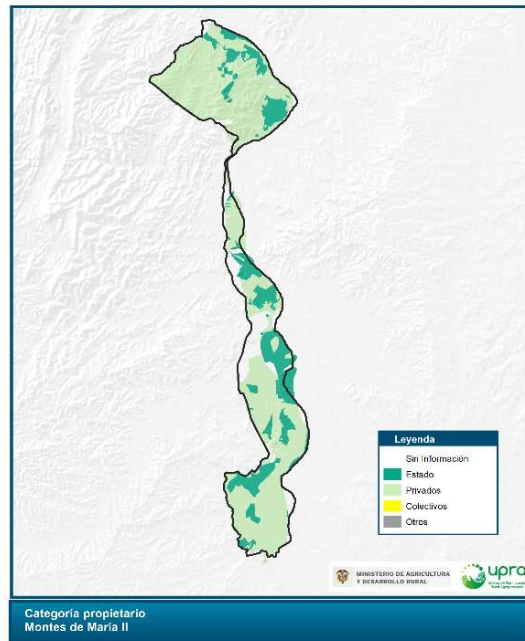 Leyenda
Sin Información
Estado
Privados
Colectivos
Otros
MINISTERIO DE AGRICULTURA
Y DESARROLLO RURAL
upra
Categoría propietario
Montes de María II